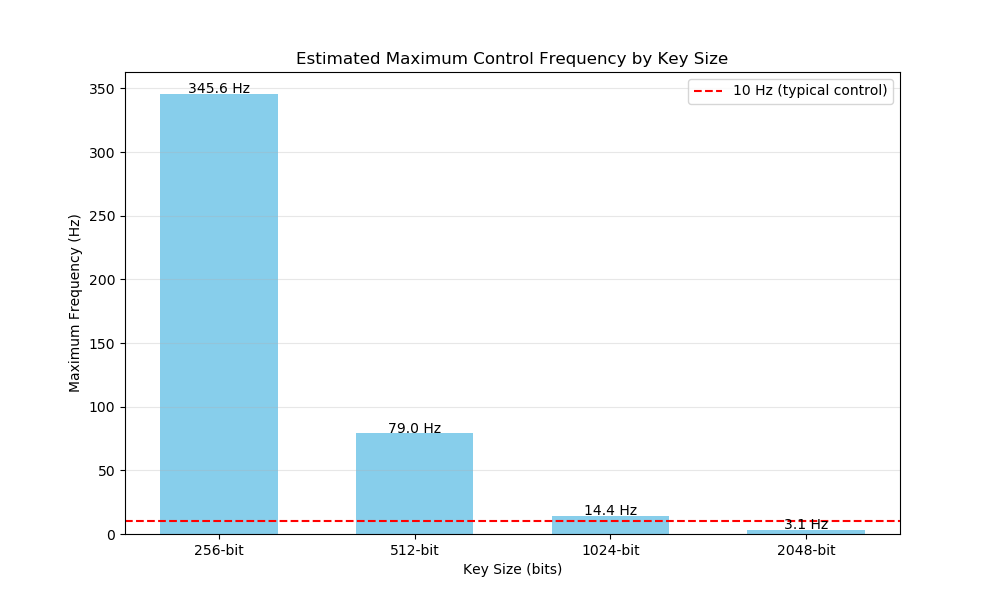 Estimated Maximum Control Frequency by Key Size
10 Hz (typical control)
Maximum Frequency (Hz)
350
300
250
200
150
100
50
0
345.6 Hz
79.0 Hz
14.4 Hz
3.1 Hz
256-bit
512-bit
1024-bit
2048-bit
Key Size (bits)